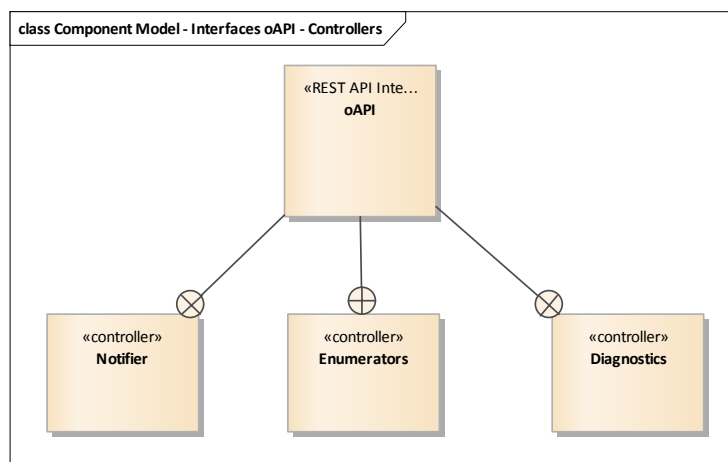 class Component Model - Interfaces oAPI - Controllers
«REST API Inte...
oAPI
«controller»
Notifier
«controller»
Enumerators
«controller»
Diagnostics